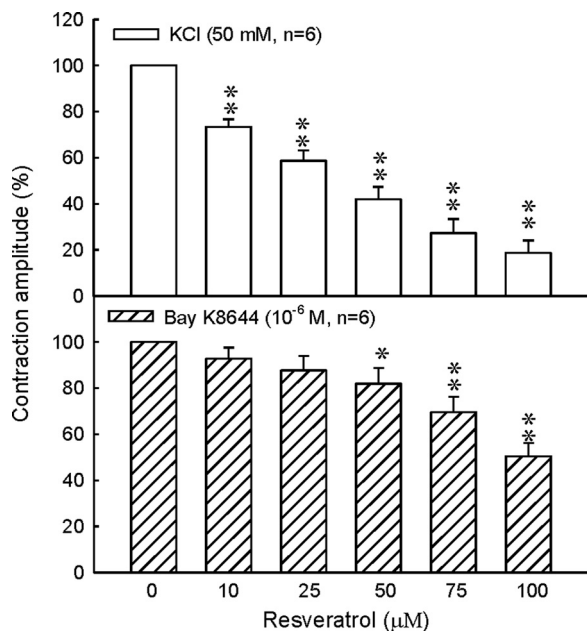 120
KCl (50 mM, n=6)
100
80
60
40
20
0
** ** ** ** **
Contraction amplitude (%)
Bay K8644 (10⁻⁶ M, n=6)
100
80
60
40
20
0
* ** **
0 10 25 50 75 100
Resveratrol (μM)